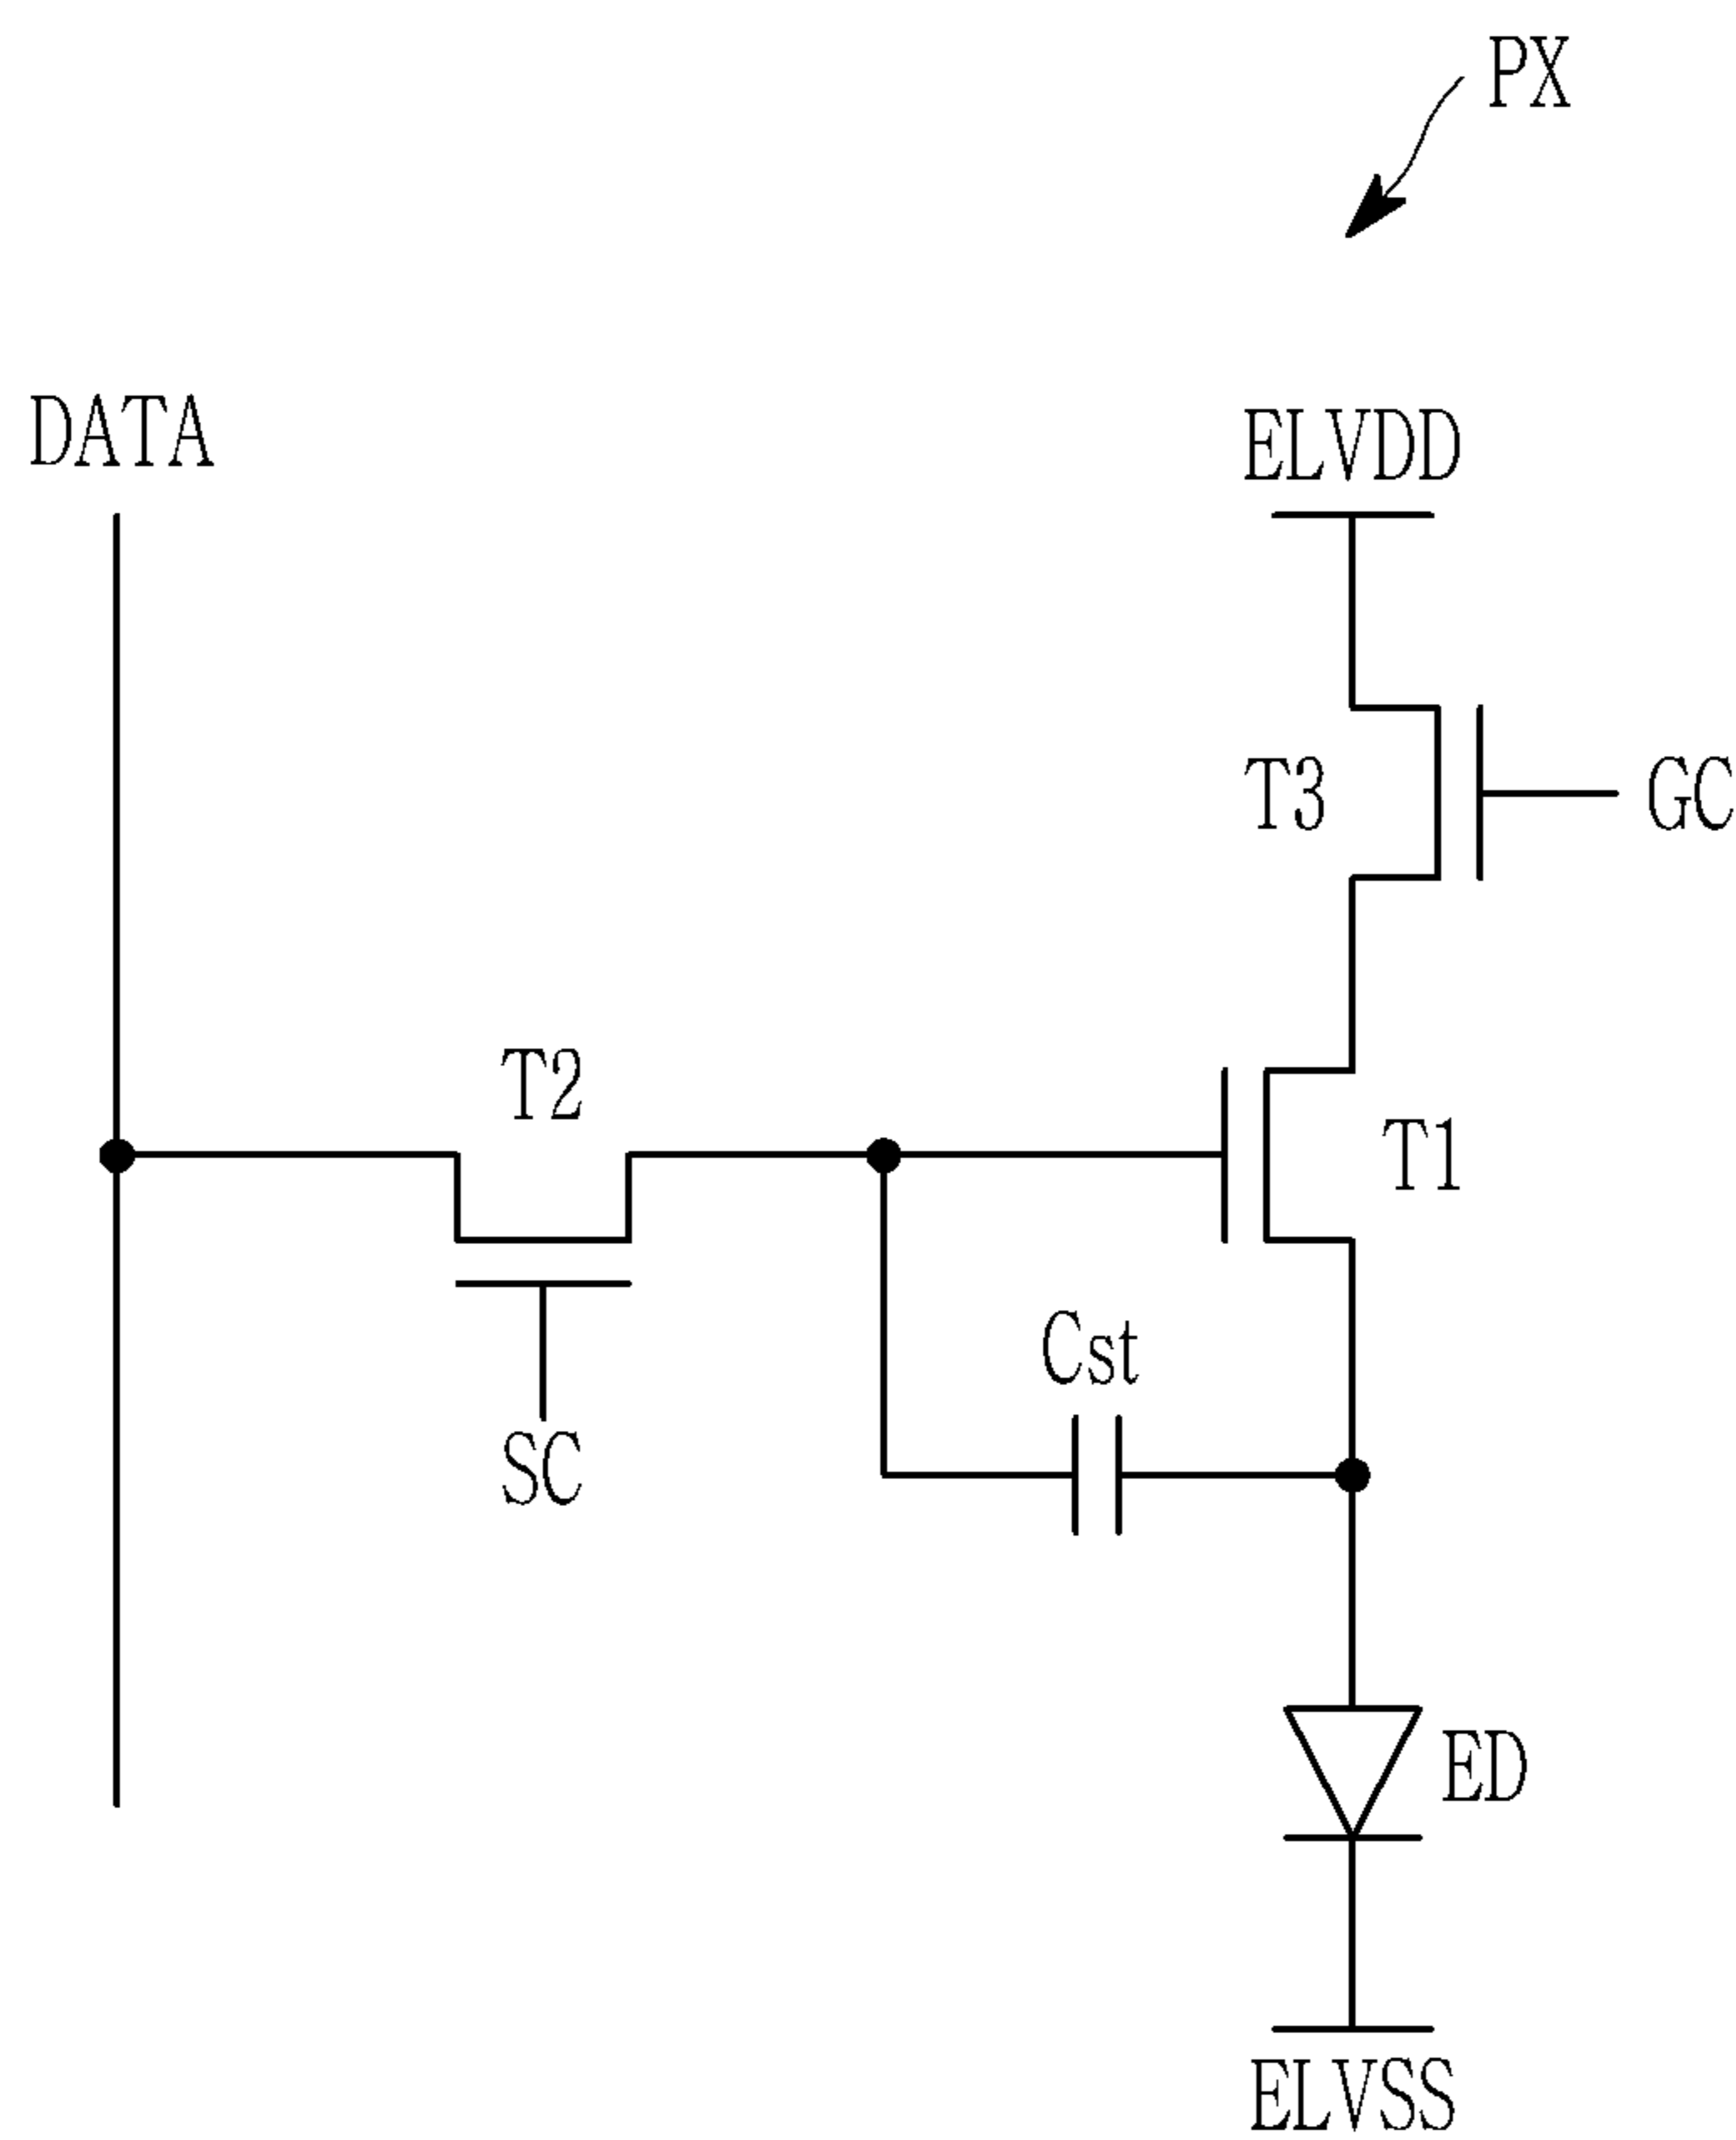 PX
DATA
ELVDD
T3
GC
T2
T1
Cst
SC
ED
ELVSS